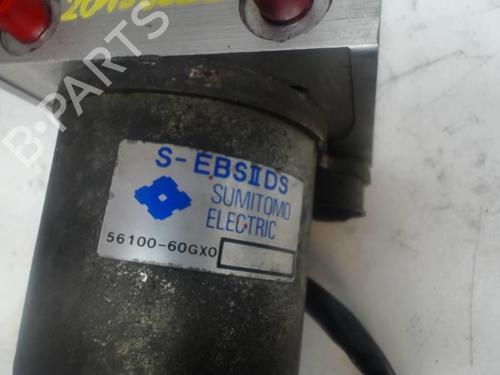 B-PARTS
S-EBSⅡDS
SUMITOMO
ELECTRIC
56100-60GX0